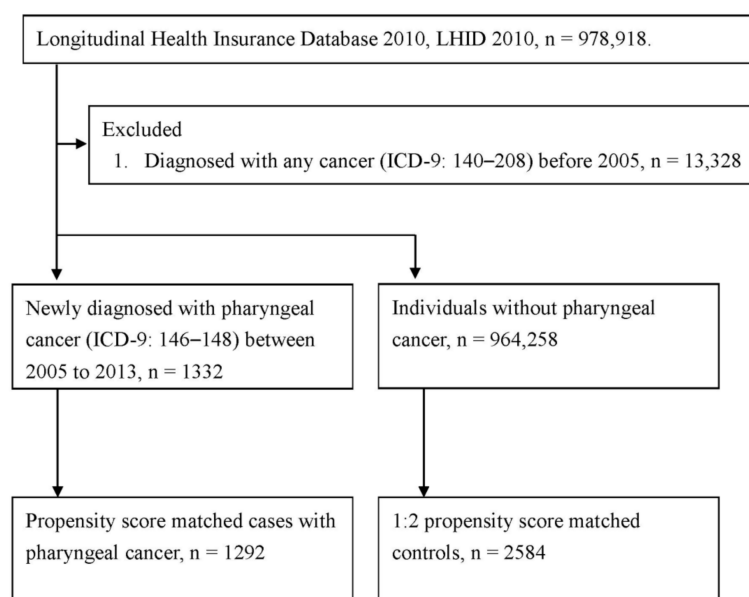 Longitudinal Health Insurance Database 2010, LHID 2010, n = 978,918.
Excluded
1. Diagnosed with any cancer (ICD-9: 140–208) before 2005, n = 13,328
Newly diagnosed with pharyngeal
cancer (ICD-9: 146–148) between
2005 to 2013, n = 1332
Individuals without pharyngeal
cancer, n = 964,258
Propensity score matched cases with
pharyngeal cancer, n = 1292
1:2 propensity score matched
controls, n = 2584